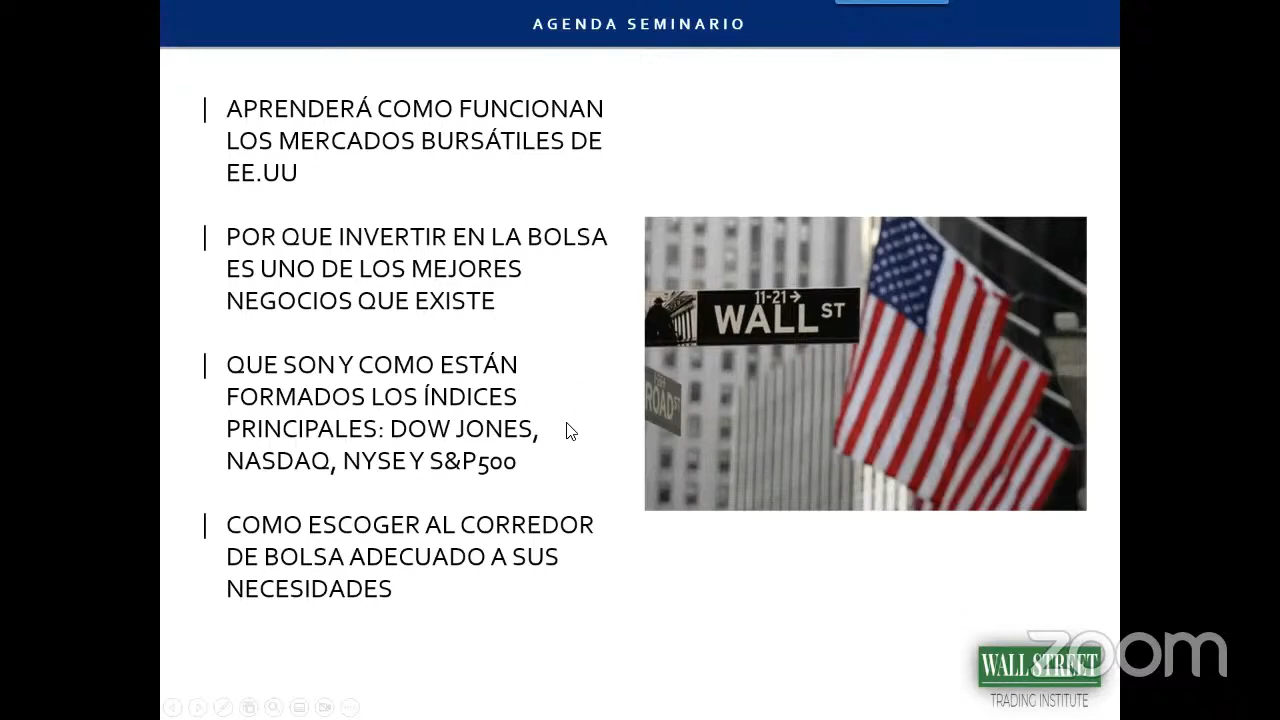 AGENDA SEMINARIO
| APRENDERÁ COMO FUNCIONAN
LOS MERCADOS BURSÁTILES DE
EE.UU
| POR QUE INVERTIR EN LA BOLSA
ES UNO DE LOS MEJORES
NEGOCIOS QUE EXISTE
| QUE SON Y COMO ESTÁN
FORMADOS LOS ÍNDICES
PRINCIPALES: DOW JONES,
NASDAQ, NYSE Y S&P500
| COMO ESCOGER AL CORREDOR
DE BOLSA ADECUADO A SUS
NECESIDADES
11-21→
WALL ST
ROAD ST
zoom
WALL STREET
TRADING INSTITUTE